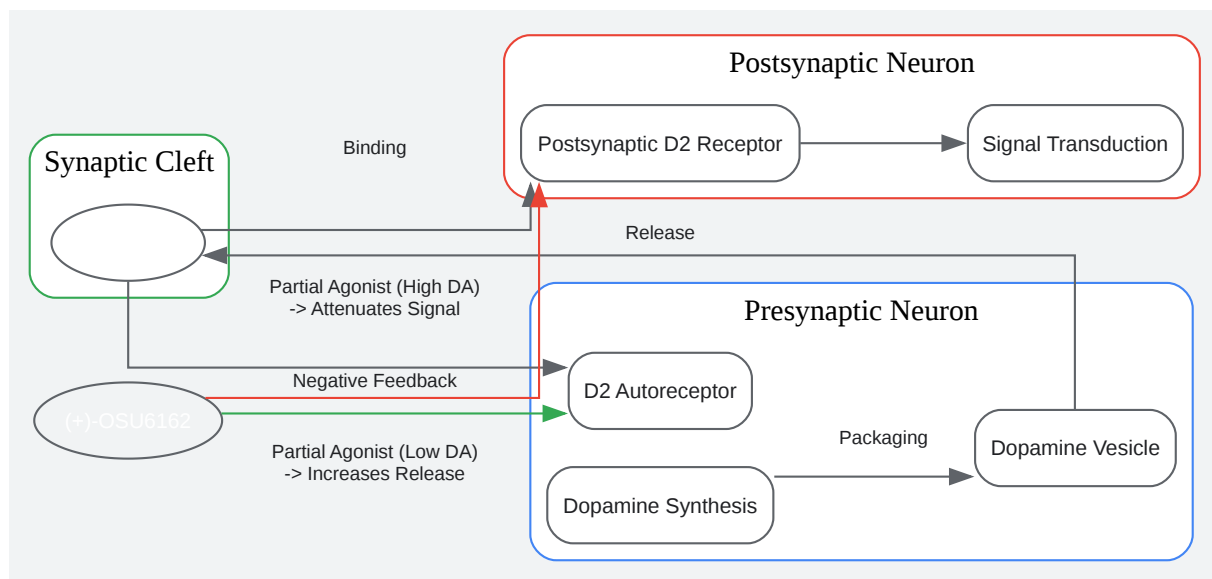 Postsynaptic Neuron
Postsynaptic D2 Receptor
Signal Transduction
Binding
Synaptic Cleft
Release
Partial Agonist (High DA)
-> Attenuates Signal
Presynaptic Neuron
Negative Feedback
D2 Autoreceptor
(+)-OSU6162
Partial Agonist (Low DA)
-> Increases Release
Packaging
Dopamine Vesicle
Dopamine Synthesis